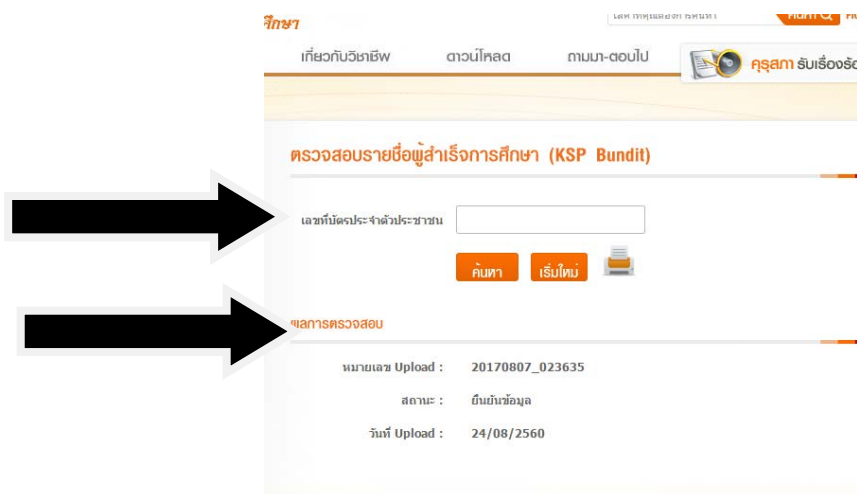 ศึกษา
ค้นหา
เกี่ยวกับวิชาชีพ ดาวน์โหลด ถามมา-ตอบไป คุรุสภา รับเรื่องร้อ
ตรวจสอบรายชื่อผู้สำเร็จการศึกษา (KSP Bundit)
เลขที่บัตรประจำตัวประชาชน
ค้นหา เริ่มใหม่
ผลการตรวจสอบ
หมายเลข Upload : 20170807_023635
สถานะ : ยืนยันข้อมูล
วันที่ Upload : 24/08/2560